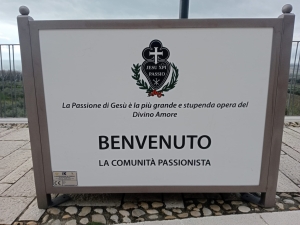 JESU XPI
PASSIO
La Passione di Gesù è la più grande e stupenda opera del
Divino Amore
BENVENUTO
LA COMUNITÀ PASSIONISTA